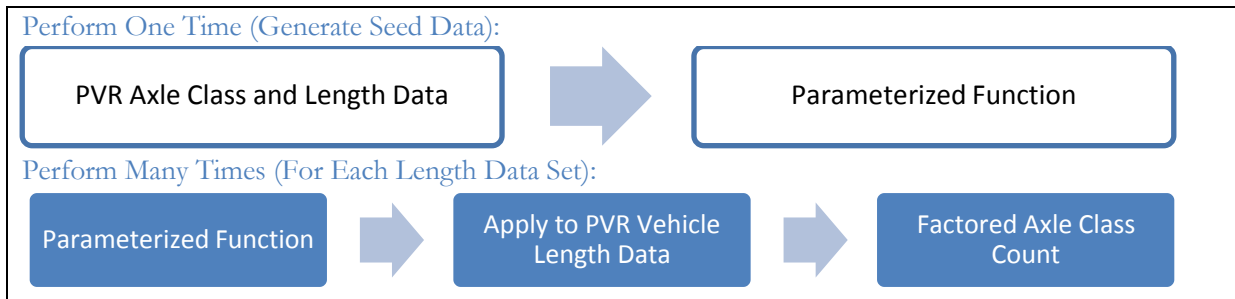 Perform One Time (Generate Seed Data):
PVR Axle Class and Length Data
Parameterized Function
Perform Many Times (For Each Length Data Set):
Parameterized Function
Apply to PVR Vehicle
Length Data
Factored Axle Class
Count